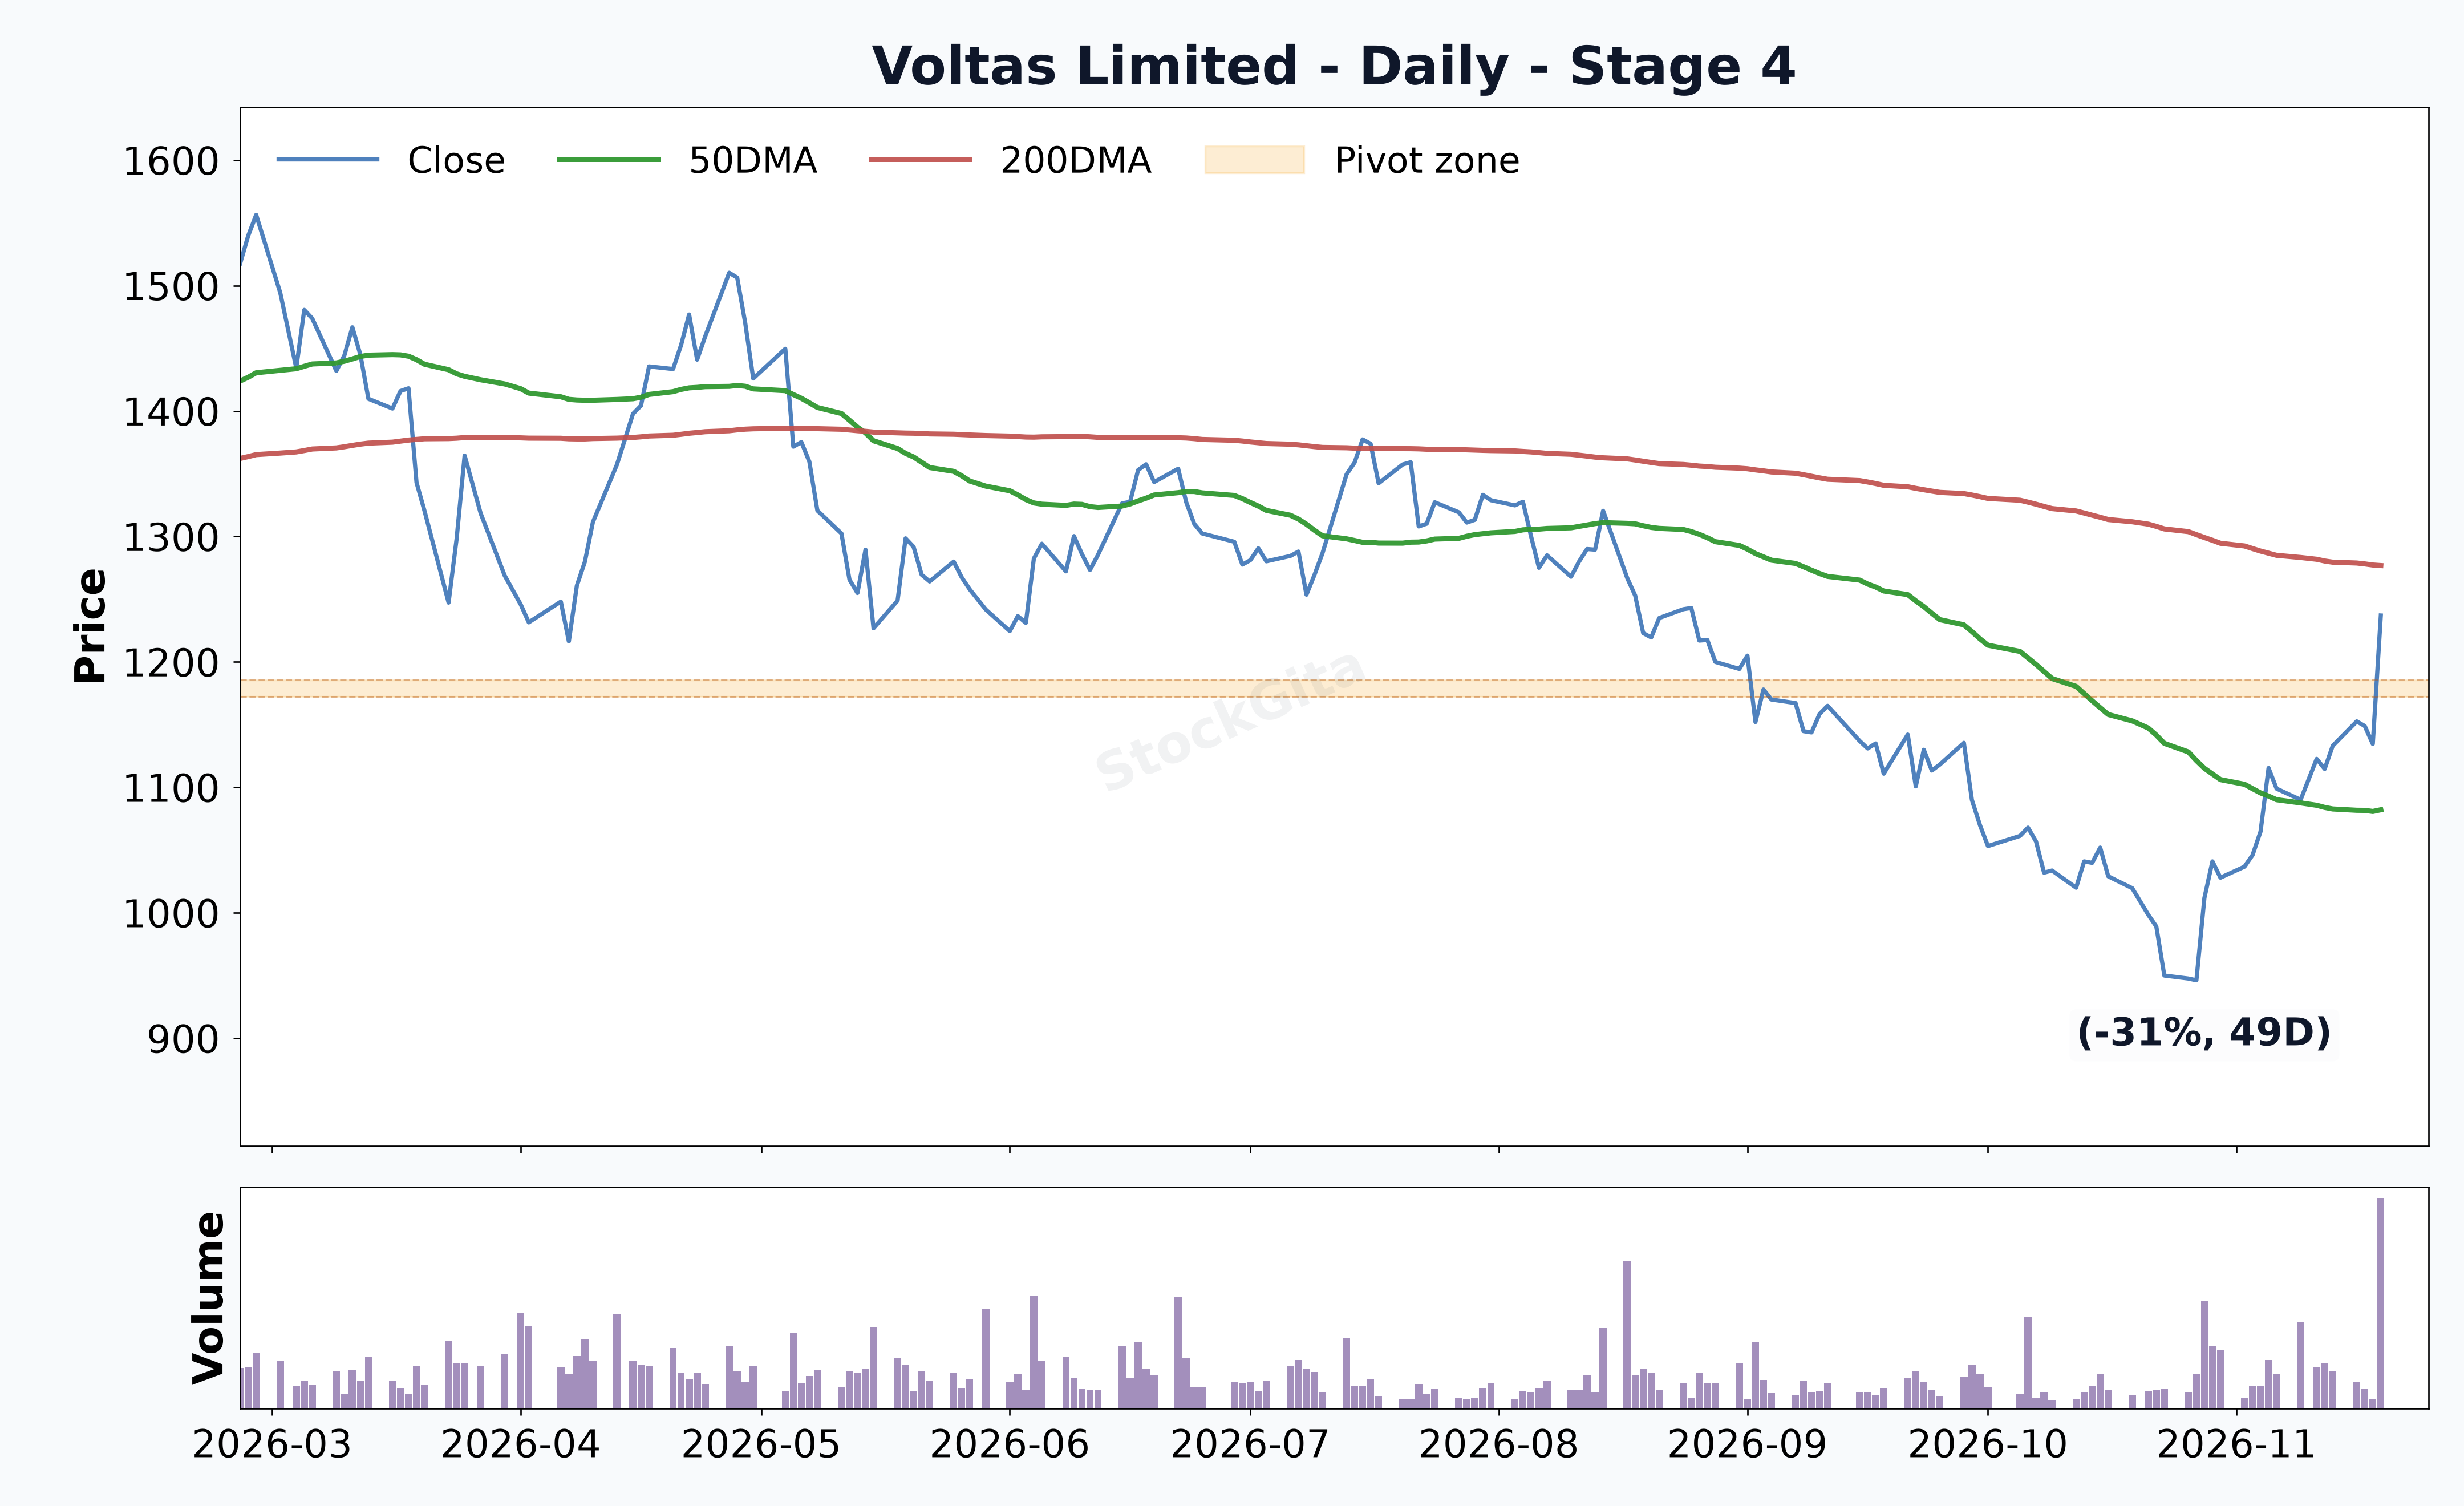 Voltas Limited - Daily - Stage 4
Close 50DMA 200DMA Pivot zone
1600
1500
1400
1300
1200
1100
1000
900
Price
StockGita
(-31%, 49D)
Volume
2026-03 2026-04 2026-05 2026-06 2026-07 2026-08 2026-09 2026-10 2026-11